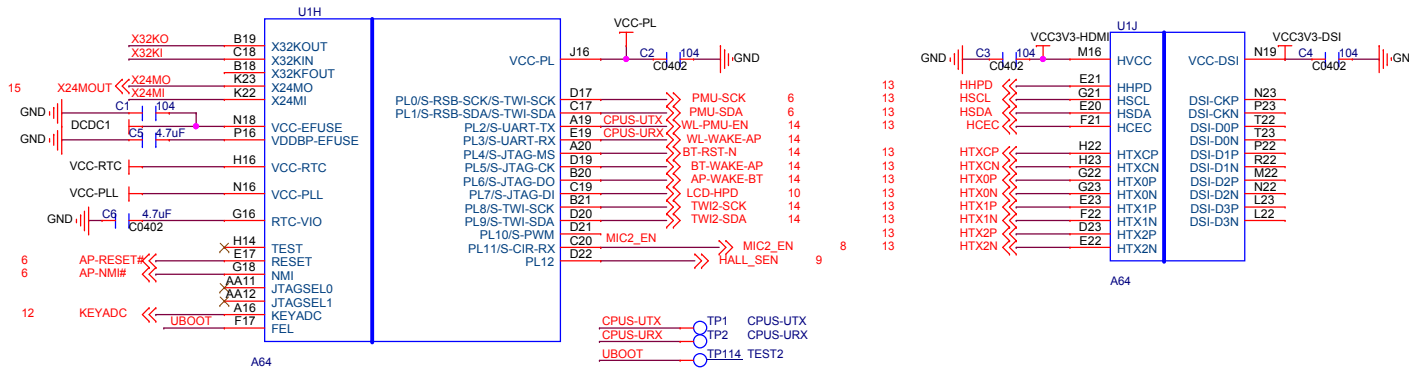 U1H
X32KO B19 X32KOUT
X32KI C18 X32KIN
B18 X32KFOUT
15 X24MOUT X24MO K23 X24MO
X24MI K22 X24MI
GND C1 104
DCDC1 N18 VCC-EFUSE
GND C5 4.7uF P16 VDDBP-EFUSE
VCC-RTC H16 VCC-RTC
VCC-PLL N16 VCC-PLL
GND C6 4.7uF C0402 G16 RTC-VIO
H14 TEST
6 AP-RESET# E17 RESET
6 AP-NMI# G18 NMI
AA11 JTAGSEL0
AA12 JTAGSEL1
12 KEYADC A16 KEYADC
UBOOT F17 FEL
A64
VCC-PL
VCC-PL J16 C2 104 C0402 GND
PL0/S-RSB-SCK/S-TWI-SCK D17 PMU-SCK 6
PL1/S-RSB-SDA/S-TWI-SDA C17 PMU-SDA 6
PL2/S-UART-TX A19 CPUS-UTX WL-PMU-EN 14
PL3/S-UART-RX E19 CPUS-URX WL-WAKE-AP 14
PL4/S-JTAG-MS A20 BT-RST-N 14
PL5/S-JTAG-CK D19 BT-WAKE-AP 14
PL6/S-JTAG-DO B20 AP-WAKE-BT 14
PL7/S-JTAG-DI C19 LCD-HPD 10
PL8/S-TWI-SCK B21 TWI2-SCK 14
PL9/S-TWI-SDA D20 TWI2-SDA 14
PL10/S-PWM D21
PL11/S-CIR-RX C20 MIC2_EN MIC2_EN 8
PL12 D22 HALL_SEN 9
CPUS-UTX TP1 CPUS-UTX
CPUS-URX TP2 CPUS-URX
UBOOT TP114 TEST2
U1J
VCC3V3-HDMI
GND C3 104 C0402 M16 HVCC
13 HHPD E21 HHPD
13 HSCL G21 HSCL
13 HSDA E20 HSDA
13 HCEC F21 HCEC
13 HTXCP H22 HTXCP
13 HTXCN H23 HTXCN
13 HTX0P G22 HTX0P
13 HTX0N G23 HTX0N
13 HTX1P E23 HTX1P
13 HTX1N F22 HTX1N
13 HTX2P D23 HTX2P
13 HTX2N E22 HTX2N
VCC3V3-DSI
VCC-DSI N19 C4 104 C0402 GN
DSI-CKP N23
DSI-CKN P23
DSI-D0P T22
DSI-D0N T23
DSI-D1P P22
DSI-D1N R22
DSI-D2P M22
DSI-D2N N22
DSI-D3P L23
DSI-D3N L22
A64